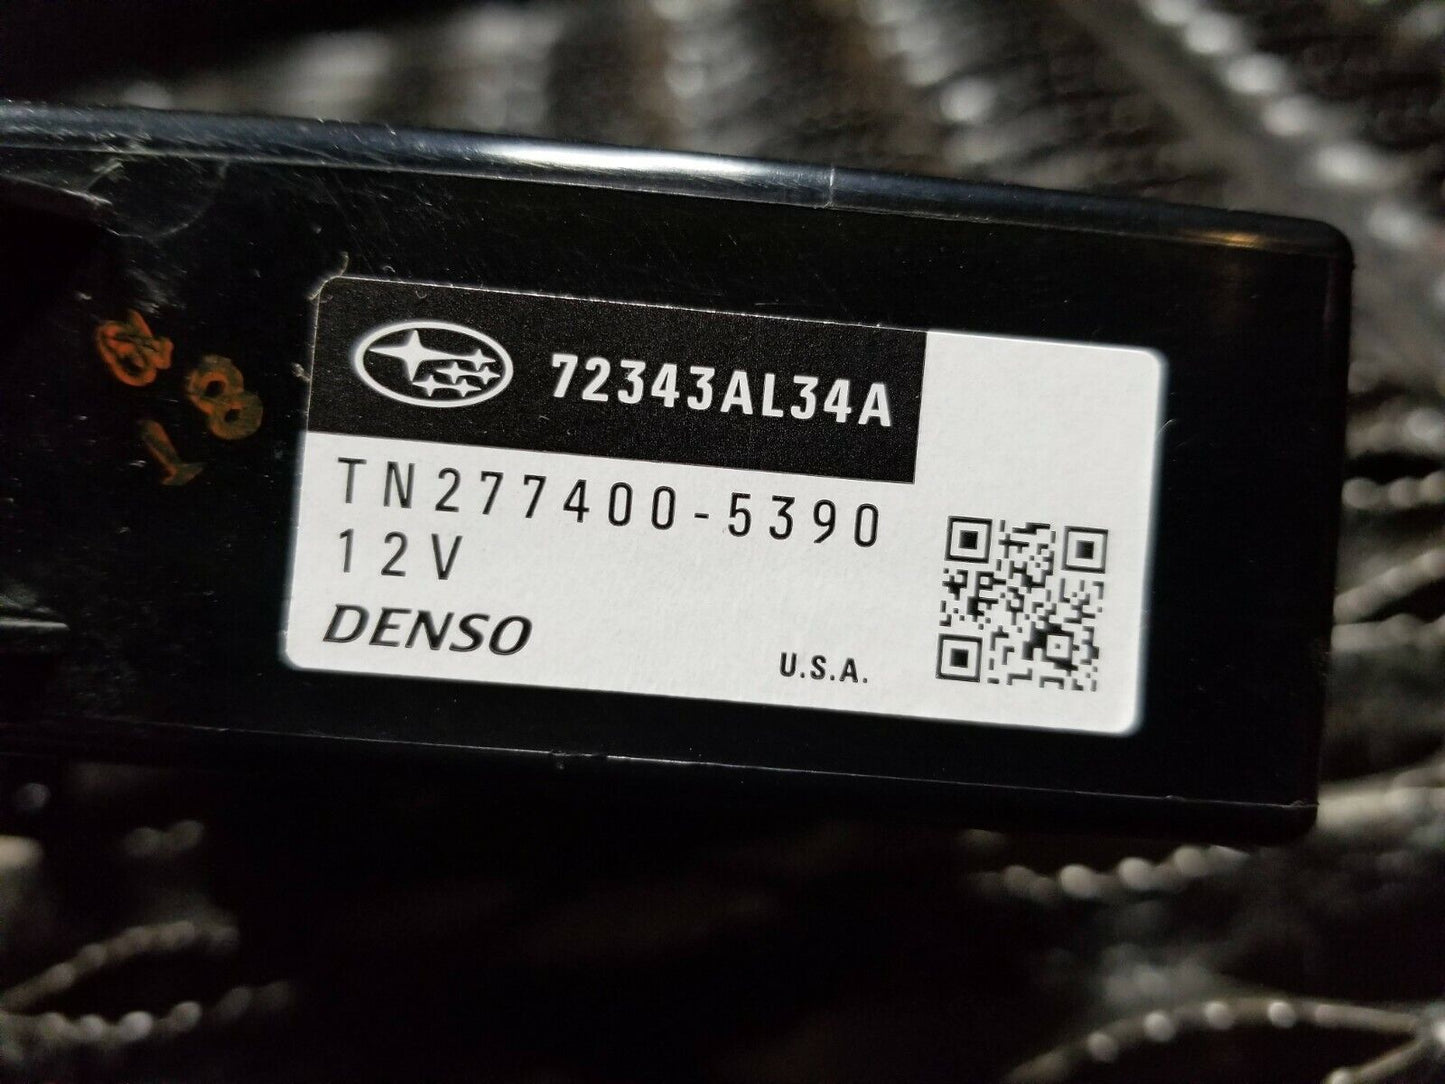 72343AL34A
TN277400-5390
12V
DENSO
U.S.A.